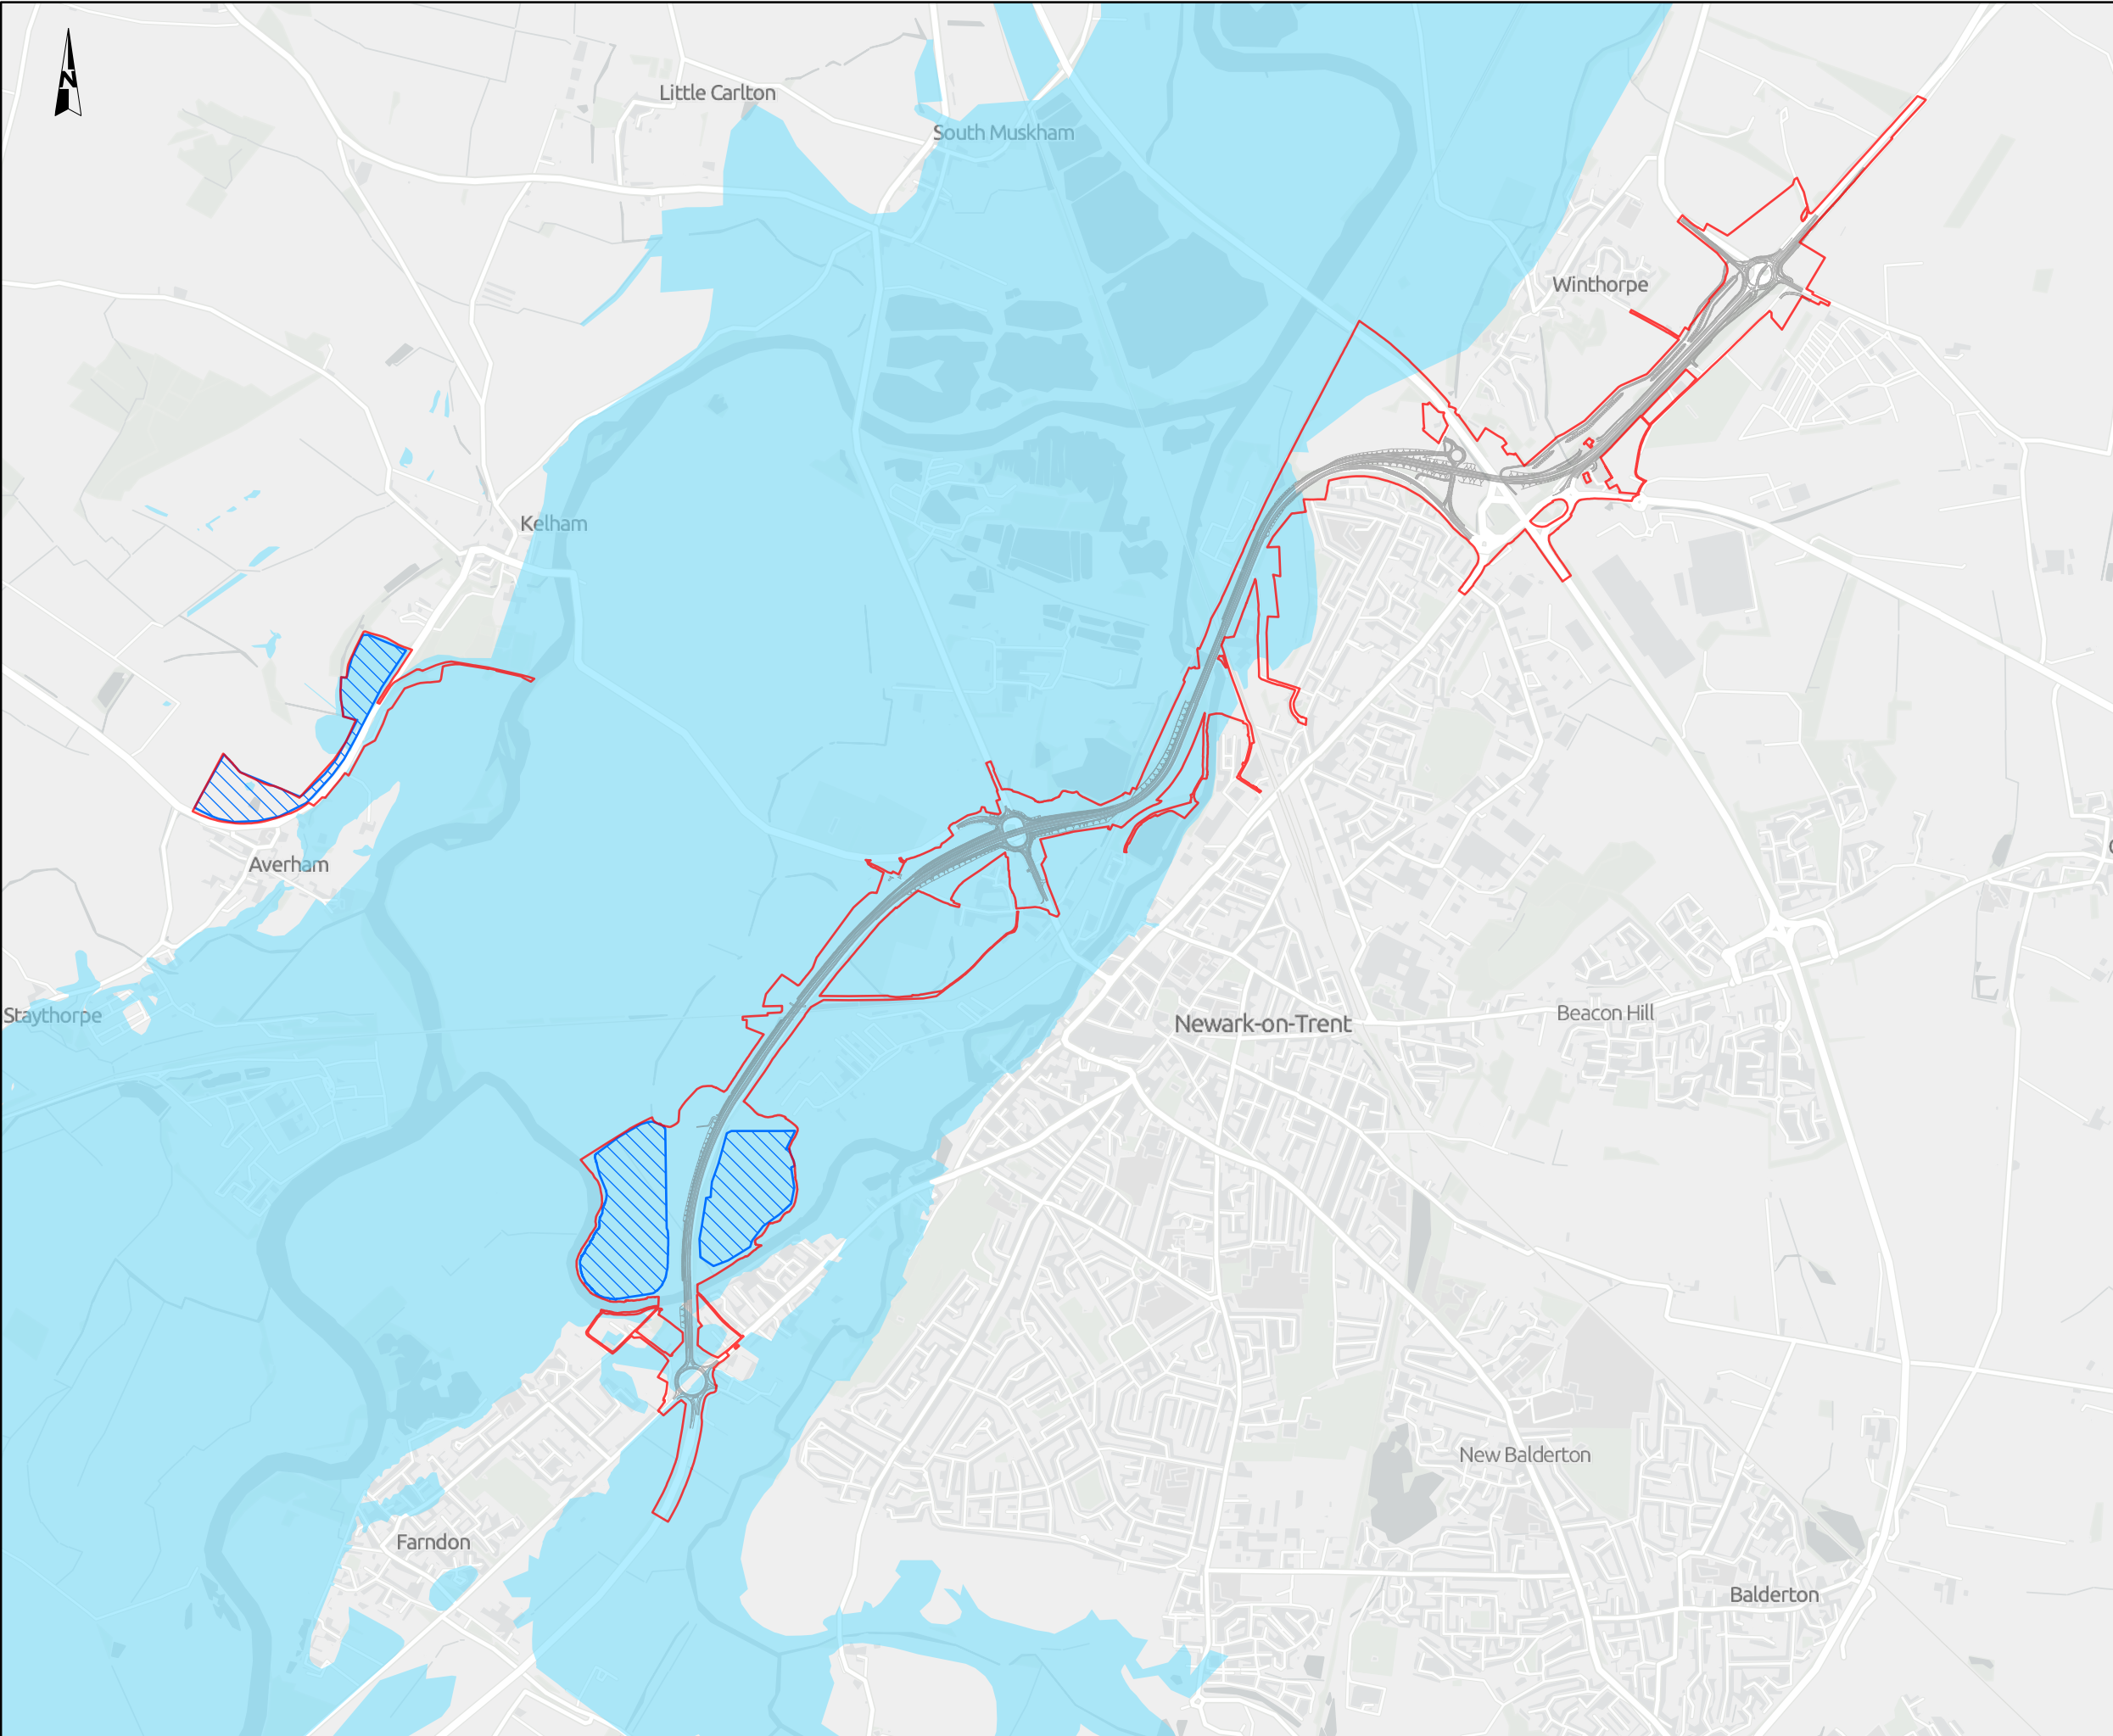 N
Little Carlton
South Muskham
Winthorpe
Kelham
Averham
Staythorpe
Newark-on-Trent
Beacon Hill
New Balderton
Farndon
Balderton